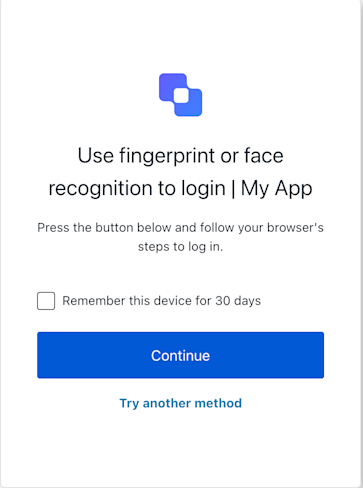 Use fingerprint or face
recognition to login | My App
Press the button below and follow your browser's
steps to log in.
Remember this device for 30 days
Continue
Try another method